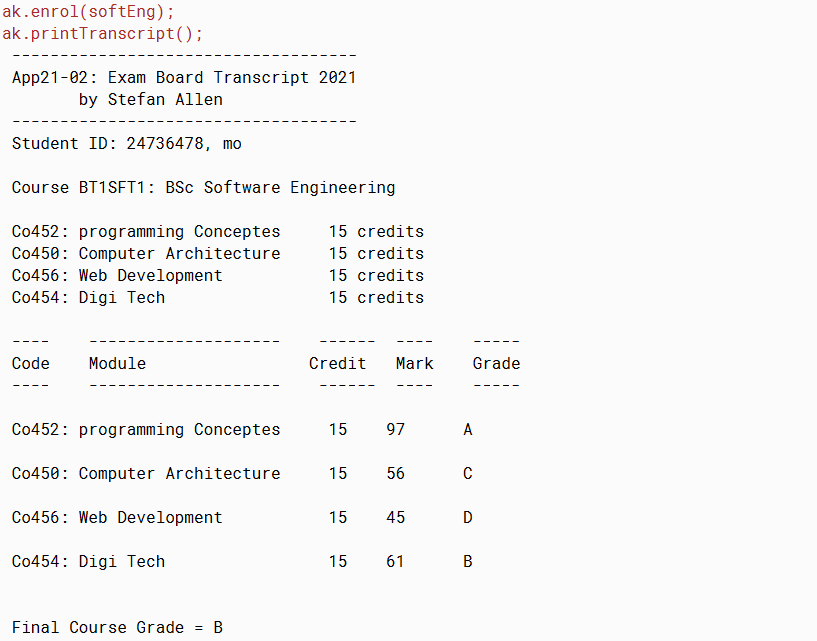 ak.enrol(softEng);
ak.printTranscript();
------------------------------------
App21-02: Exam Board Transcript 2021
by Stefan Allen
------------------------------------
Student ID: 24736478, mo
Course BT1SFT1: BSc Software Engineering
Co452: programming Conceptes 15 credits
Co450: Computer Architecture 15 credits
Co456: Web Development 15 credits
Co454: Digi Tech 15 credits
---- -------------------- ------ ---- -----
Code Module Credit Mark Grade
---- -------------------- ------ ---- -----
Co452: programming Conceptes 15 97 A
Co450: Computer Architecture 15 56 C
Co456: Web Development 15 45 D
Co454: Digi Tech 15 61 B
Final Course Grade = B